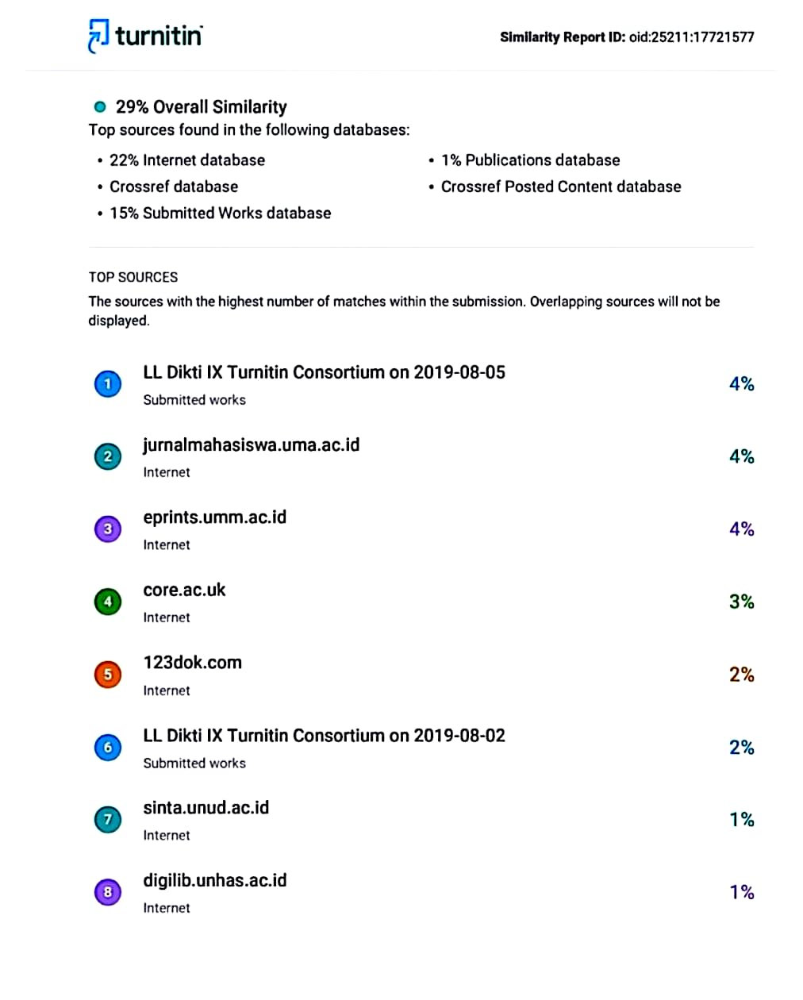 turnitin
Similarity Report ID: oid:25211:17721577
29% Overall Similarity
Top sources found in the following databases:
• 22% Internet database
• 1% Publications database
• Crossref database
• Crossref Posted Content database
• 15% Submitted Works database
TOP SOURCES
The sources with the highest number of matches within the submission. Overlapping sources will not be
displayed.
1
LL Dikti IX Turnitin Consortium on 2019-08-05
4%
Submitted works
2
jurnalmahasiswa.uma.ac.id
4%
Internet
3
eprints.umm.ac.id
4%
Internet
4
core.ac.uk
3%
Internet
5
123dok.com
2%
Internet
6
LL Dikti IX Turnitin Consortium on 2019-08-02
2%
Submitted works
7
sinta.unud.ac.id
1%
Internet
8
digilib.unhas.ac.id
1%
Internet